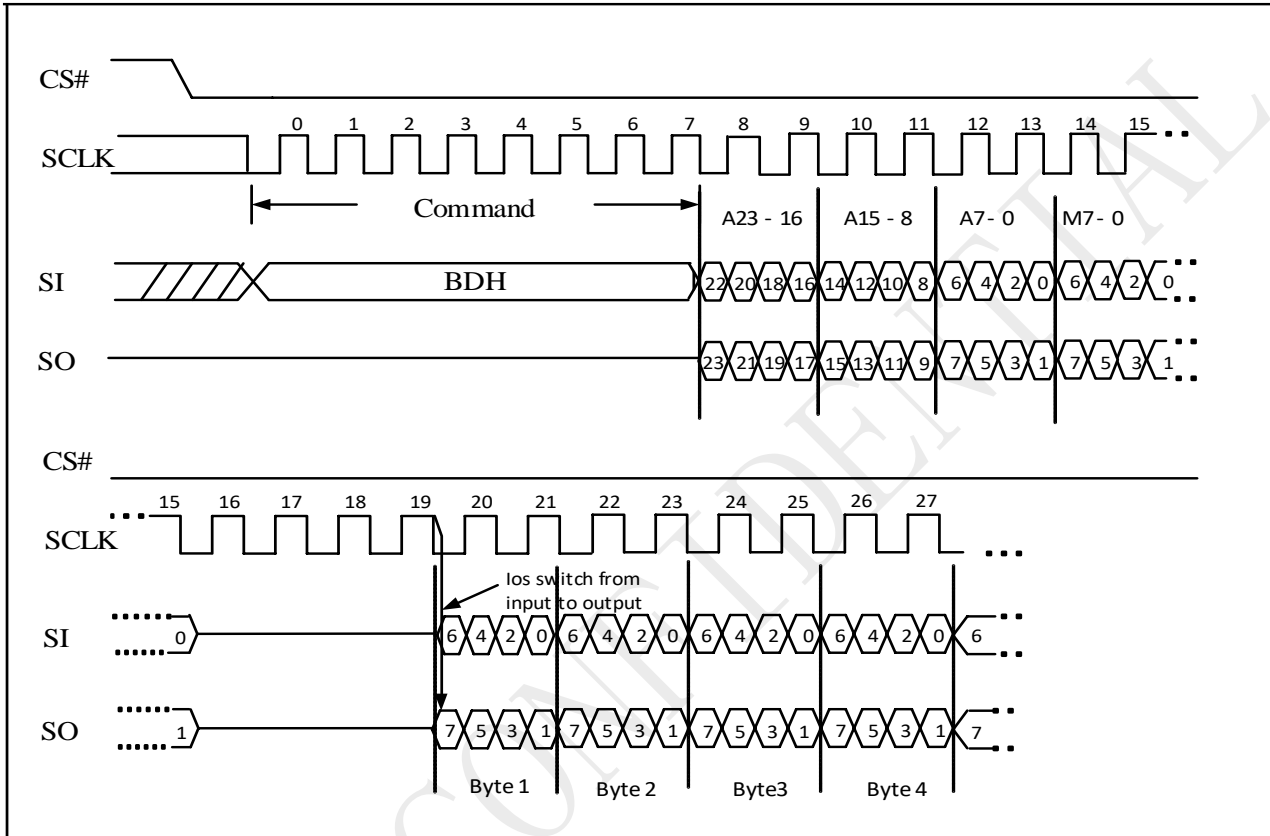 CS#
0 1 2 3 4 5 6 7 8 9 10 11 12 13 14 15
SCLK
Command
A23 - 16 A15 - 8 A7- 0 M7- 0
SI
BDH
22 20 18 16 14 12 10 8 6 4 2 0 6 4 2 0
SO
23 21 19 17 15 13 11 9 7 5 3 1 7 5 3 1
CS#
15 16 17 18 19 20 21 22 23 24 25 26 27
SCLK
Ios switch from
input to output
SI
0 6 4 2 0 6 4 2 0 6 4 2 0 6 4 2 0 6
SO
1 7 5 3 1 7 5 3 1 7 5 3 1 7 5 3 1 7
Byte 1 Byte 2 Byte3 Byte 4
CONFIDENTIAL